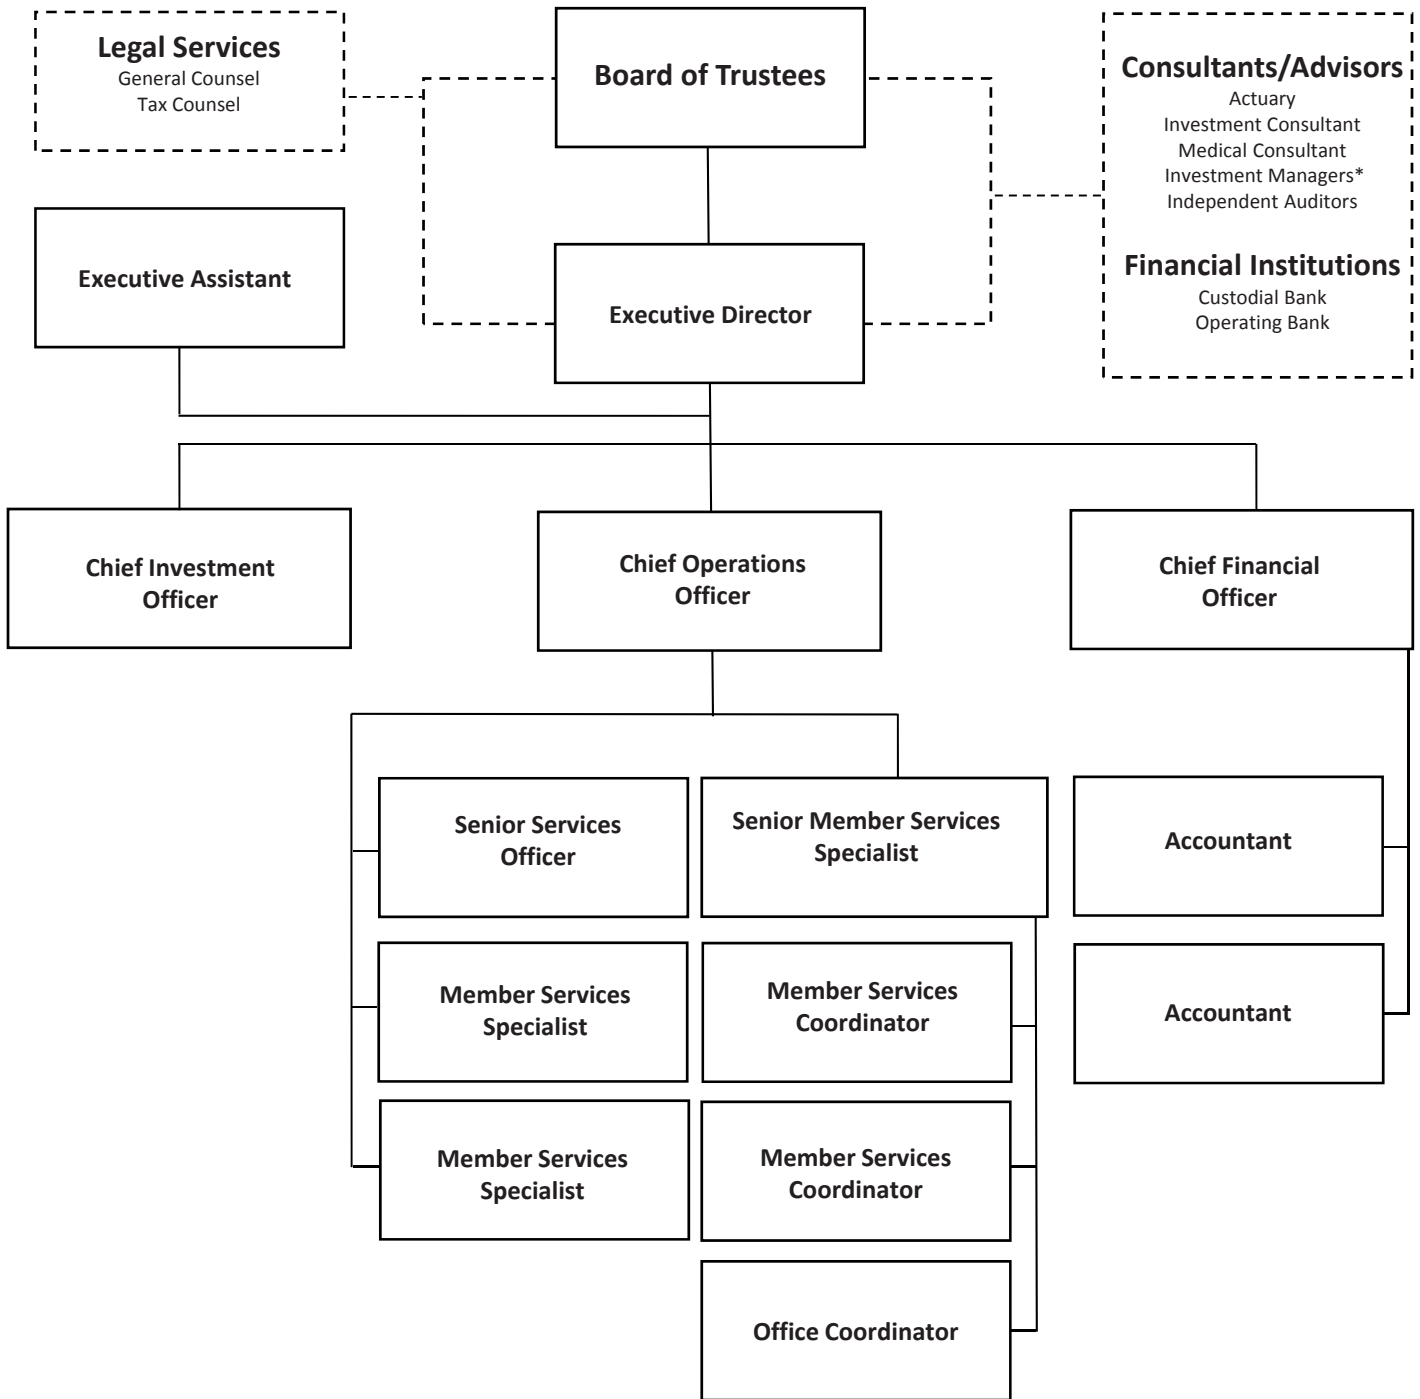 Legal Services
General Counsel
Tax Counsel
Board of Trustees
Consultants/Advisors
Actuary
Investment Consultant
Medical Consultant
Investment Managers*
Independent Auditors
Financial Institutions
Custodial Bank
Operating Bank
Executive Assistant
Executive Director
Chief Investment
Officer
Chief Operations
Officer
Chief Financial
Officer
Senior Services
Officer
Senior Member Services
Specialist
Accountant
Member Services
Specialist
Member Services
Coordinator
Accountant
Member Services
Specialist
Member Services
Coordinator
Office Coordinator